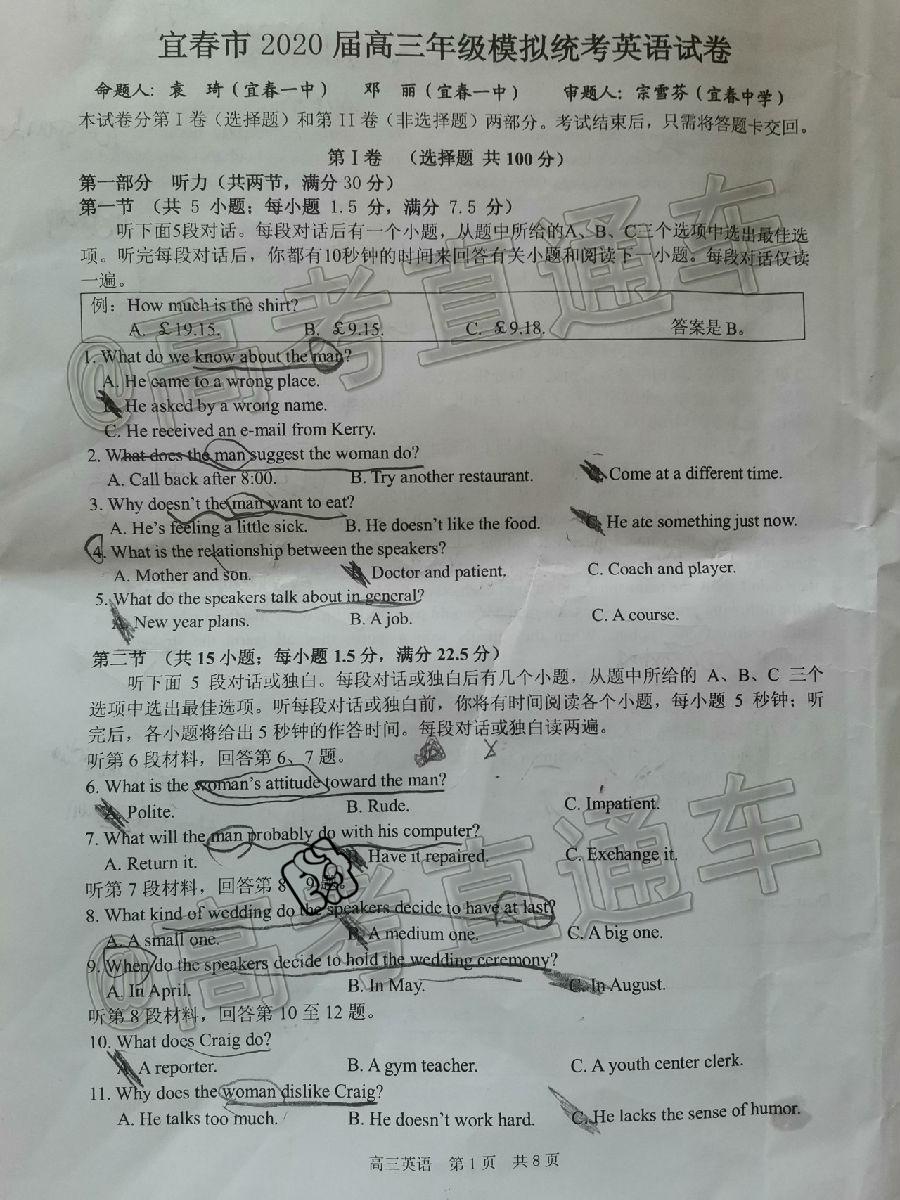 宜春市 2020 届高三年级模拟统考英语试卷
命题人：袁 琦（宜春一中） 邓 丽（宜春一中） 审题人：宗雪芬（宜春中学）
本试卷分第 I 卷（选择题）和第 II 卷（非选择题）两部分。考试结束后，只需将答题卡交回。
第 I 卷 （选择题 共 100 分）
第一部分 听力（共两节，满分 30 分）
第一节 （共 5 小题；每小题 1.5 分，满分 7.5 分）
听下面5段对话。每段对话后有一个小题，从题中所给的A、B、C三个选项中选出最佳选
项。听完每段对话后，你都有10秒钟的时间来回答有关小题和阅读下一小题。每段对话仅读
一遍。
例：How much is the shirt?
A. ￡19.15. B. ￡9.15. C. ￡9.18. 答案是 B。
1. What do we know about the man?
A. He came to a wrong place.
B. He asked by a wrong name.
C. He received an e-mail from Kerry.
2. What does the man suggest the woman do?
A. Call back after 8:00. B. Try another restaurant. C. Come at a different time.
3. Why doesn't the man want to eat?
A. He's feeling a little sick. B. He doesn't like the food. C. He ate something just now.
4. What is the relationship between the speakers?
A. Mother and son. B. Doctor and patient. C. Coach and player.
5. What do the speakers talk about in general?
A. New year plans. B. A job. C. A course.
第二节 （共 15 小题；每小题 1.5 分，满分 22.5 分）
听下面 5 段对话或独白。每段对话或独白后有几个小题，从题中所给的 A、B、C 三个
选项中选出最佳选项。听每段对话或独白前，你将有时间阅读各个小题，每小题 5 秒钟；听
完后，各小题将给出 5 秒钟的作答时间。每段对话或独白读两遍。
听第 6 段材料，回答第 6、7 题。
6. What is the woman's attitude toward the man?
A. Polite. B. Rude. C. Impatient.
7. What will the man probably do with his computer?
A. Return it. B. Have it repaired. C. Exchange it.
听第 7 段材料，回答第 8、9 题。
8. What kind of wedding do the speakers decide to have at last?
A. A small one. B. A medium one. C. A big one.
9. When do the speakers decide to hold the wedding ceremony?
A. In April. B. In May. C. In August.
听第 8 段材料，回答第 10 至 12 题。
10. What does Craig do?
A. A reporter. B. A gym teacher. C. A youth center clerk.
11. Why does the woman dislike Craig?
A. He talks too much. B. He doesn't work hard. C. He lacks the sense of humor.
高三英语 第 1 页 共 8 页
@高考直通车
@高考直通车